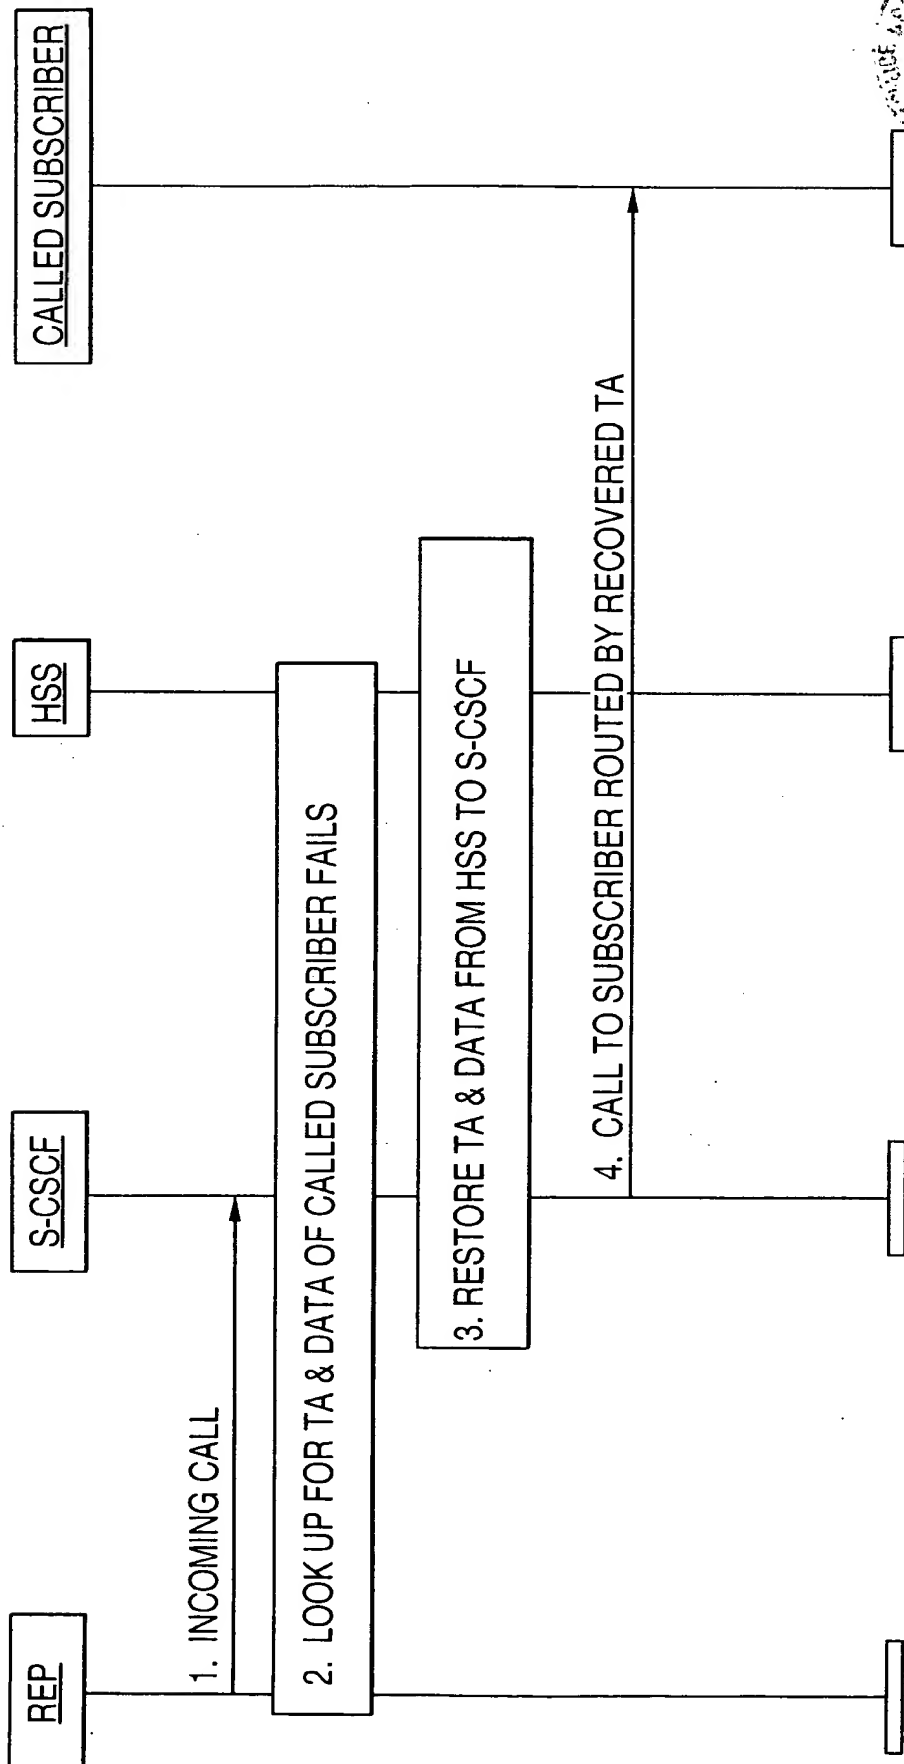 REP
S-CSCF
HSS
CALLED SUBSCRIBER
1. INCOMING CALL
2. LOOK UP FOR TA & DATA OF CALLED SUBSCRIBER FAILS
3. RESTORE TA & DATA FROM HSS TO S-CSCF
4. CALL TO SUBSCRIBER ROUTED BY RECOVERED TA